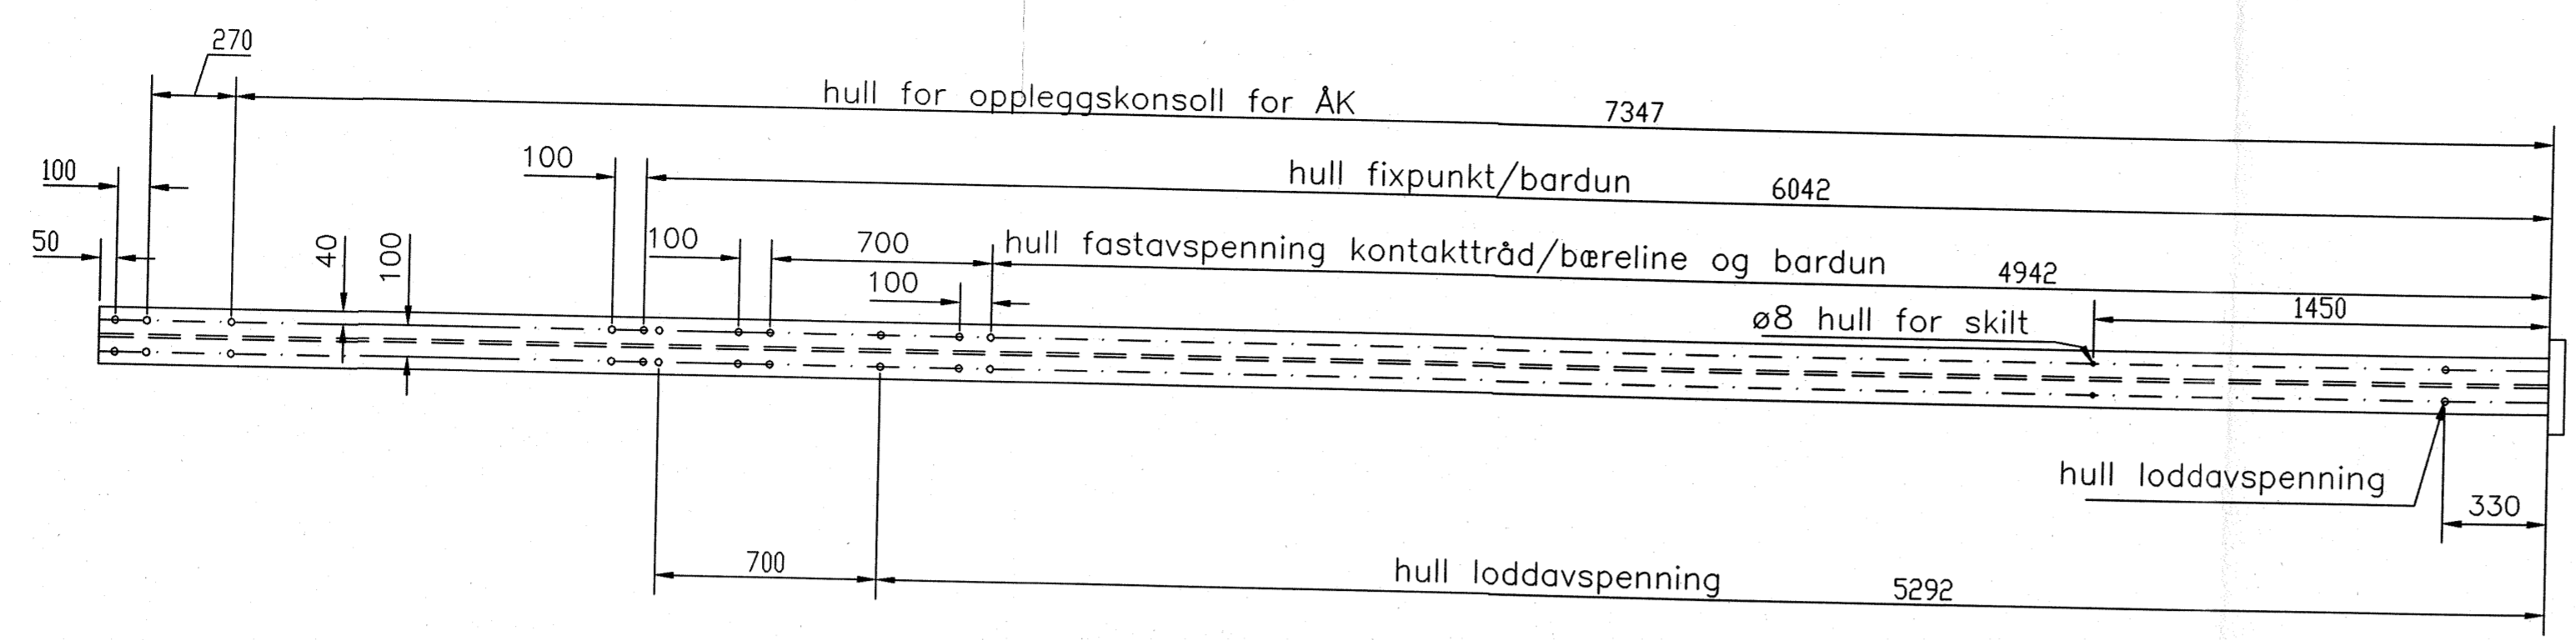 270
hull for oppleggskonsoll for ÅK 7347
100
100
hull fixpunkt/bardun 6042
50
40
100
100
700
hull fastavspenning kontakttråd/bæreline og bardun 4942
100
ø8 hull for skilt
1450
hull loddavspenning
330
700
hull loddavspenning 5292